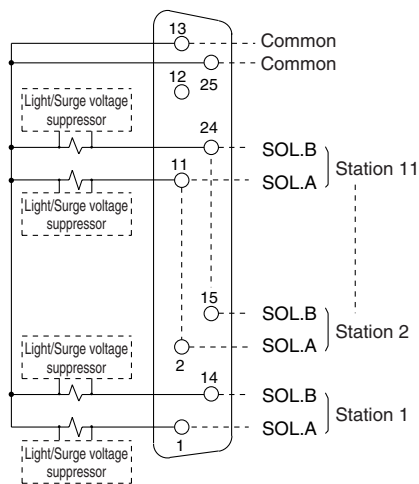 13
Common
Common
12
25
Light/Surge voltage
suppressor
24
SOL.B
11
SOL.A
Station 11
Light/Surge voltage
suppressor
15
SOL.B
Station 2
SOL.A
2
Light/Surge voltage
suppressor
14
SOL.B
Station 1
SOL.A
1
Light/Surge voltage
suppressor